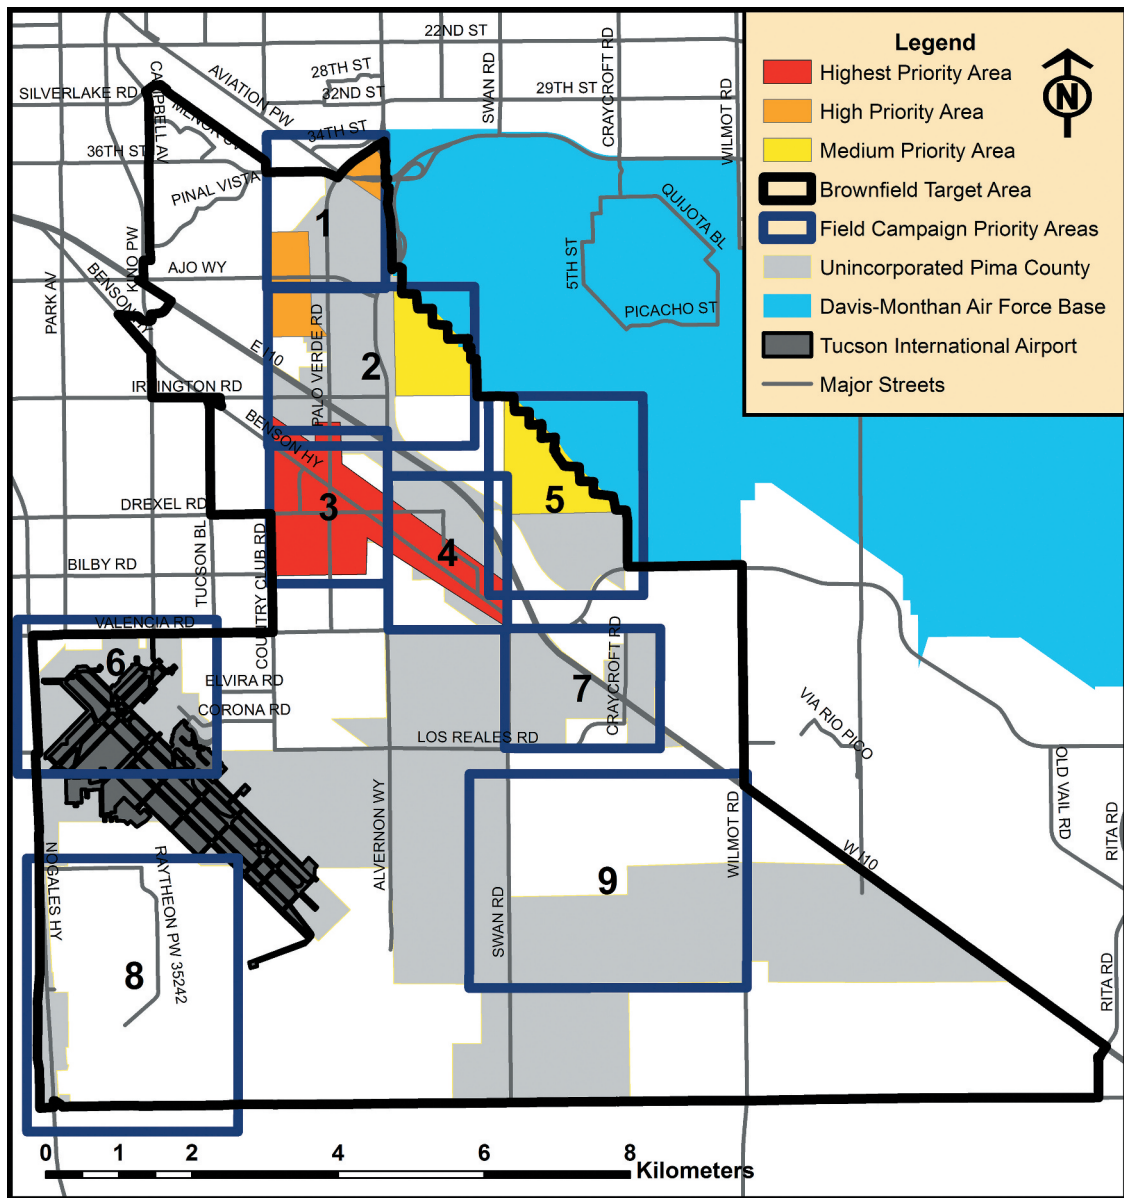 Legend
Highest Priority Area
High Priority Area
Medium Priority Area
Brownfield Target Area
Field Campaign Priority Areas
Unincorporated Pima County
Davis-Monthan Air Force Base
Tucson International Airport
Major Streets
N
22ND ST
28TH ST
32ND ST
29TH ST
SILVERLAKE RD
CAMPBELL AV
AVIATION PW
SWAN RD
CRAYCROFT RD
WILMOT RD
34TH ST
36TH ST
PINAL VISTA
QUIJOTA BL
5TH ST
PICACHO ST
KINO PW
AJO WY
BENSON HY
PARK AV
1
E I10
PALO VERDE RD
2
IRVINGTON RD
BENSON HY
3
4
5
DREXEL RD
TUCSON BL
COUNTRY CLUB RD
BILBY RD
VALENCIA RD
6
ELVIRA RD
CORONA RD
LOS REALES RD
7
CRAYCROFT RD
VIA RIO PICO
OLD VAIL RD
RITA RD
ALVERNON WY
WILMOT RD
W I10
NOGALES HY
RAYTHEON PW 35242
8
SWAN RD
9
RITA RD
0 1 2 4 6 8
Kilometers